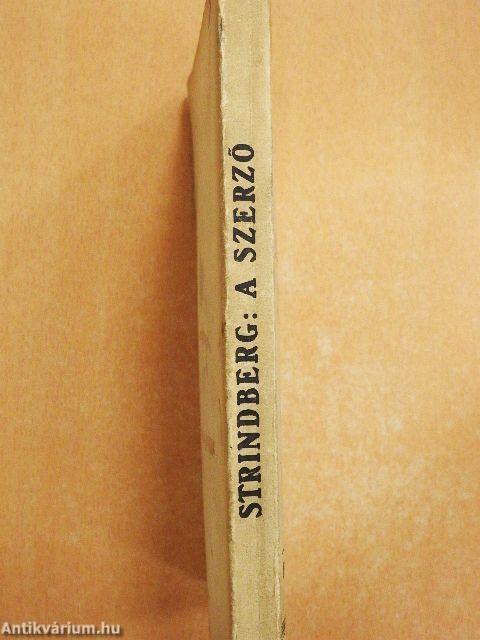 STRINDBERG: A SZERZŐ
Antikvárium.hu